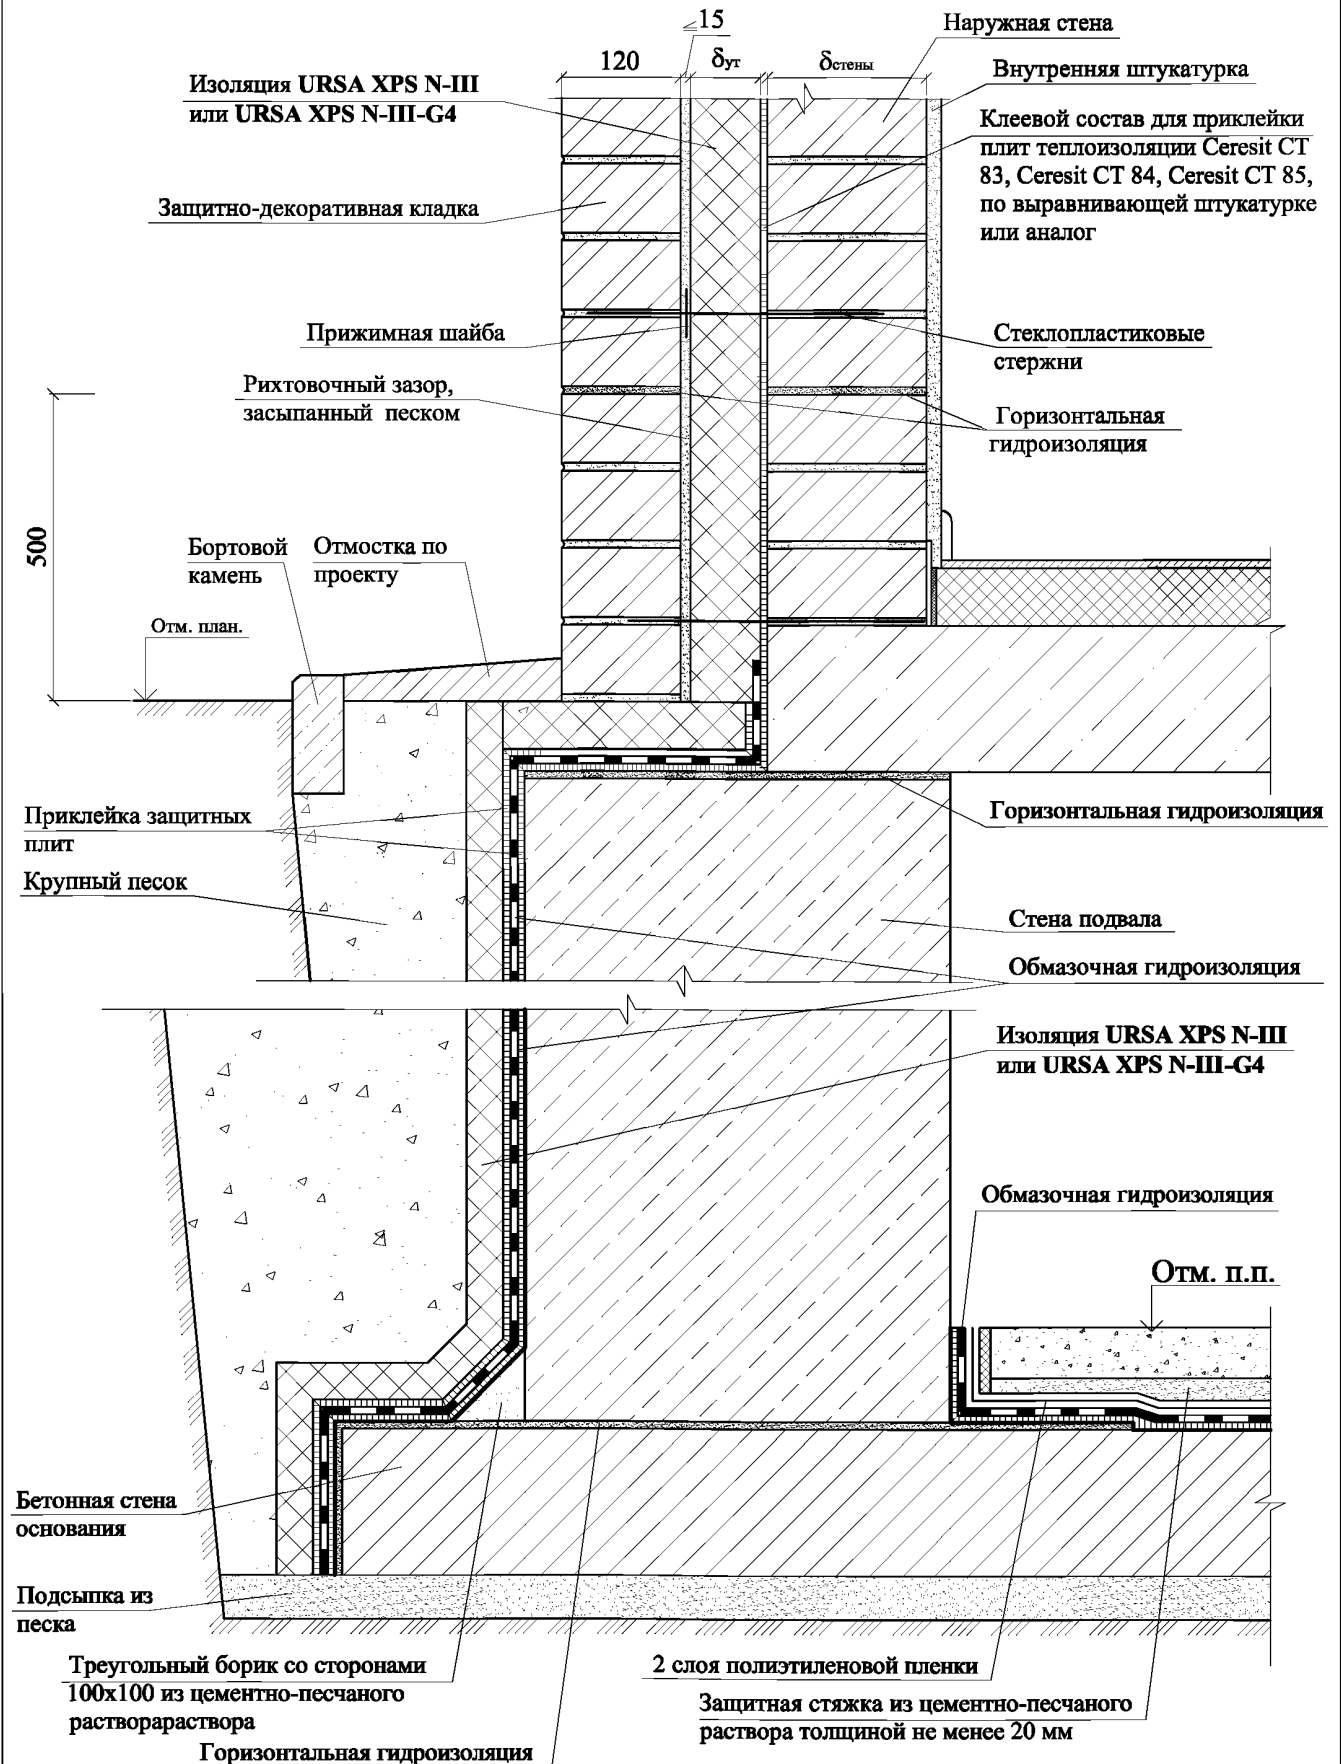 ≤15
Наружная стена
120
δут
δстены
Внутренняя штукатурка
Изоляция URSA XPS N-III
или URSA XPS N-III-G4
Клеевой состав для приклейки
плит теплоизоляции Ceresit CT
83, Ceresit CT 84, Ceresit CT 85,
по выравнивающей штукатурке
или аналог
Защитно-декоративная кладка
Прижимная шайба
Стеклопластиковые
стержни
Рихтовочный зазор,
засыпанный песком
Горизонтальная
гидроизоляция
500
Бортовой
камень
Отмостка по
проекту
Отм. план.
Приклейка защитных
плит
Горизонтальная гидроизоляция
Крупный песок
Стена подвала
Обмазочная гидроизоляция
Изоляция URSA XPS N-III
или URSA XPS N-III-G4
Обмазочная гидроизоляция
Отм. п.п.
Бетонная стена
основания
Подсыпка из
песка
Треугольный борик со сторонами
100х100 из цементно-песчаного
растворараствора
2 слоя полиэтиленовой пленки
Защитная стяжка из цементно-песчаного
раствора толщиной не менее 20 мм
Горизонтальная гидроизоляция